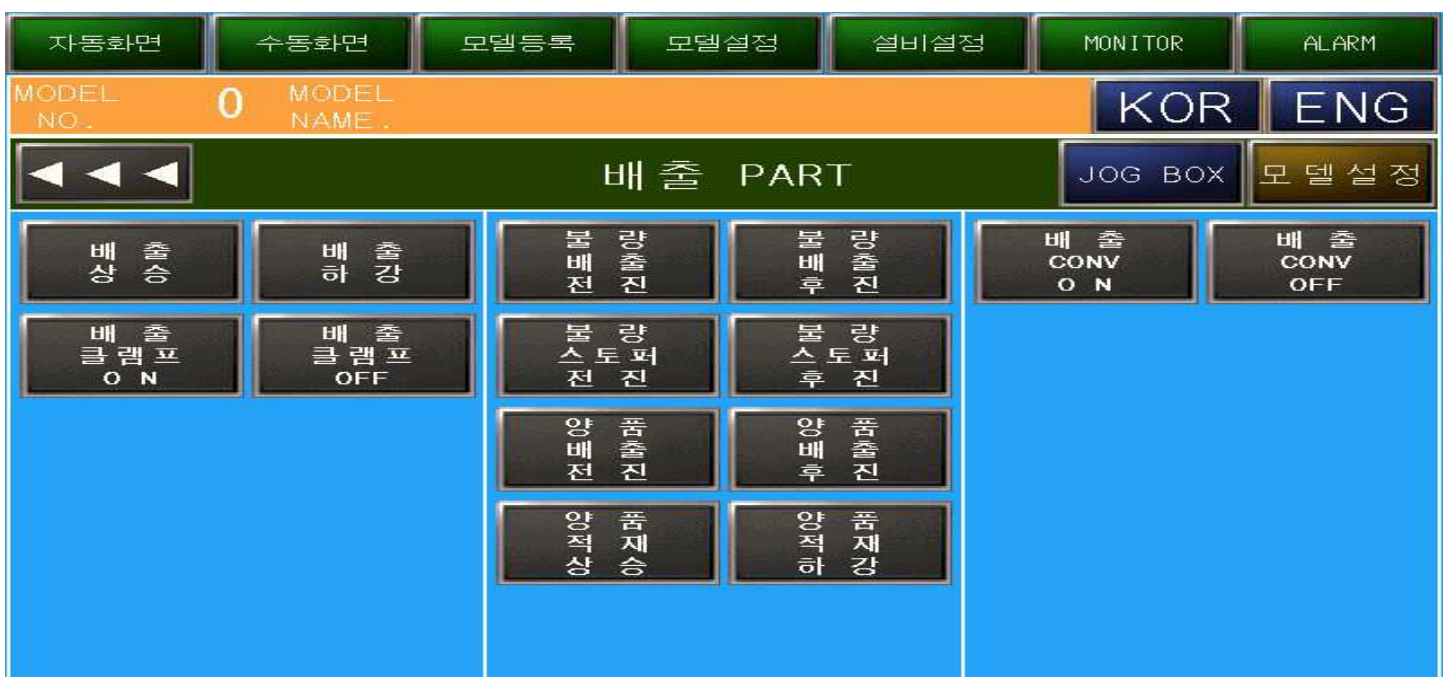 자동화면 수동화면 모델등록 모델설정 설비설정 MONITOR ALARM
MODEL NO. 0 MODEL NAME. KOR ENG
◀◀◀ 배출 PART JOG BOX 모델설정
배 출
상 승
배 출
하 강
불 량
배 출
전 진
불 량
배 출
후 진
배 출
CONV
O N
배 출
CONV
OFF
배 출
클램프
O N
배 출
클램프
OFF
불 량
스토퍼
전 진
불 량
스토퍼
후 진
양 품
배 출
전 진
양 품
배 출
후 진
양 품
적 재
상 승
양 품
적 재
하 강